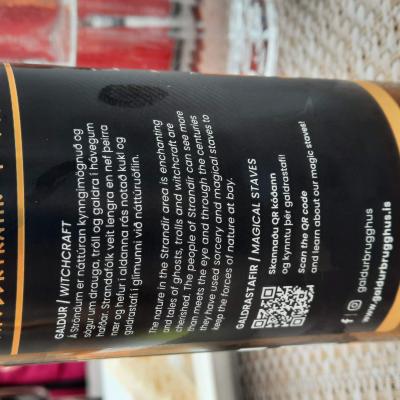 GALDUR | WITCHCRAFT
Á Ströndum er náttúran kynngimögnuð og
sögur um drauga, tröll og galdra í hávegum
hafðar. Strandafólk veit lengra en nef þeirra
nær og hefur í aldanna rás notað kukl og
galdrastafi í glímunni við náttúruöflin.
The nature in the Strandir area is enchanting
and tales of ghosts, trolls and witchcraft are
cherished. The people of Strandir can see more
than meets the eye and through the centuries
they have used sorcery and magical staves to
keep the forces of nature at bay.
GALDRASTAFIR | MAGICAL STAVES
Skannaðu QR kóðann
og kynntu þér galdrastafi!
Scan the QR code
and learn about our magic staves!
galdurbrugghus
www.galdurbrugghus.is